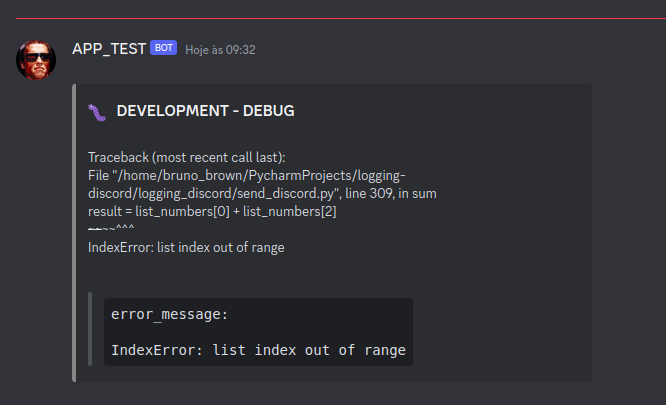 APP_TEST BOT Hoje às 09:32
DEVELOPMENT - DEBUG
Traceback (most recent call last):
File "/home/bruno_brown/PycharmProjects/logging-
discord/logging_discord/send_discord.py", line 309, in sum
result = list_numbers[0] + list_numbers[2]
~~~~^^^
IndexError: list index out of range
error_message:
IndexError: list index out of range